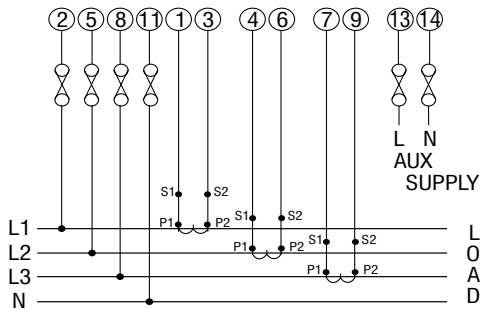 2 5 8 11 1 3 4 6 7 9 13 14
L N
AUX
SUPPLY
S1 S2
S1 S2
S1 S2
P1 P2
P1 P2
P1 P2
L1
L2
L3
N
L
O
A
D